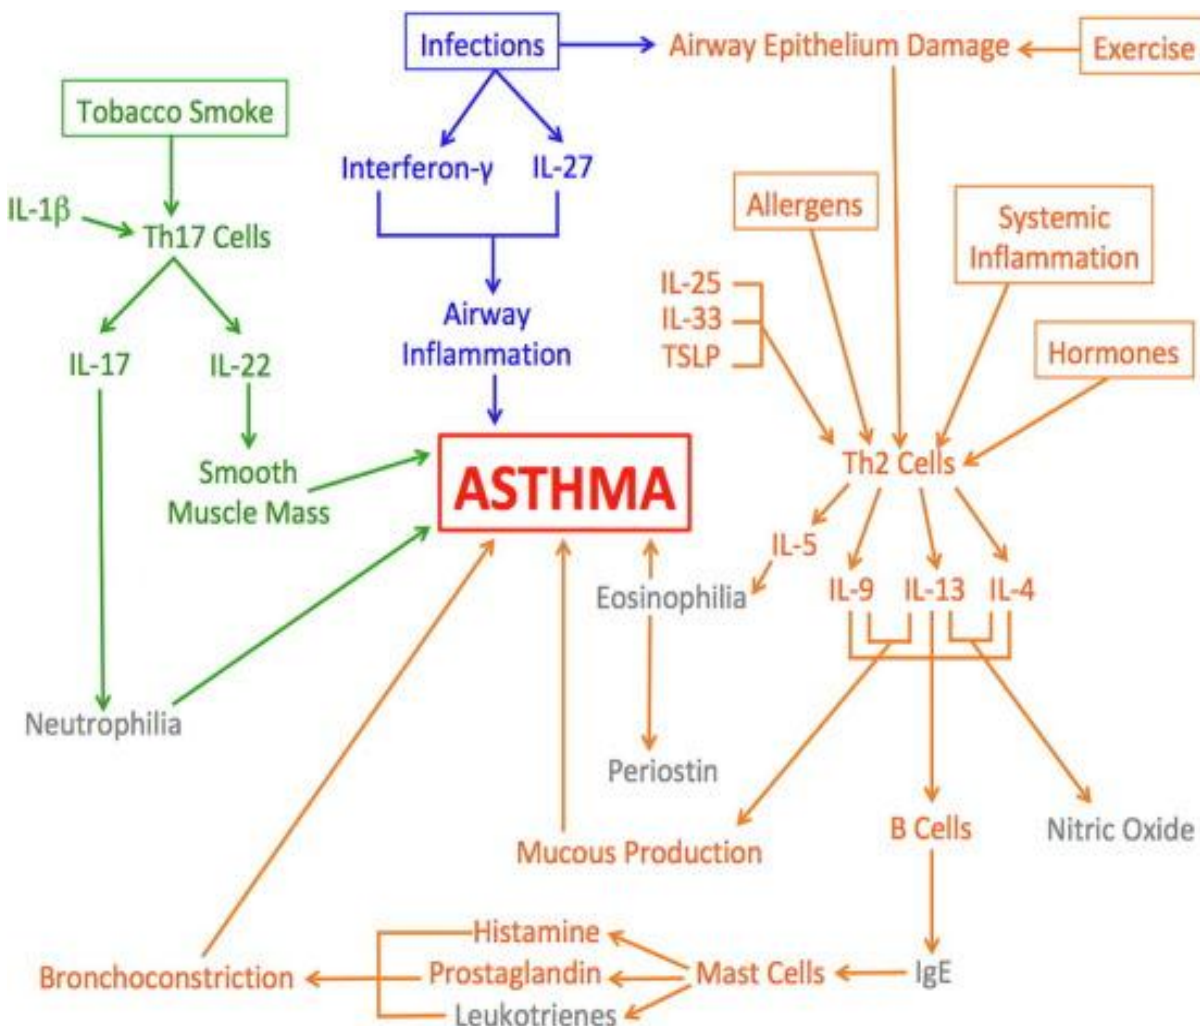 Infections
Airway Epithelium Damage
Exercise
Tobacco Smoke
Interferon-γ
IL-27
IL-1β
Th17 Cells
Allergens
Systemic
Inflammation
IL-25
IL-33
TSLP
Hormones
Airway
Inflammation
IL-17
IL-22
Smooth
Muscle Mass
ASTHMA
Th2 Cells
IL-5
IL-9
IL-13
IL-4
Eosinophilia
Neutrophilia
Periostin
Mucous Production
B Cells
Nitric Oxide
Histamine
Prostaglandin
Leukotrienes
Bronchoconstriction
Mast Cells
IgE